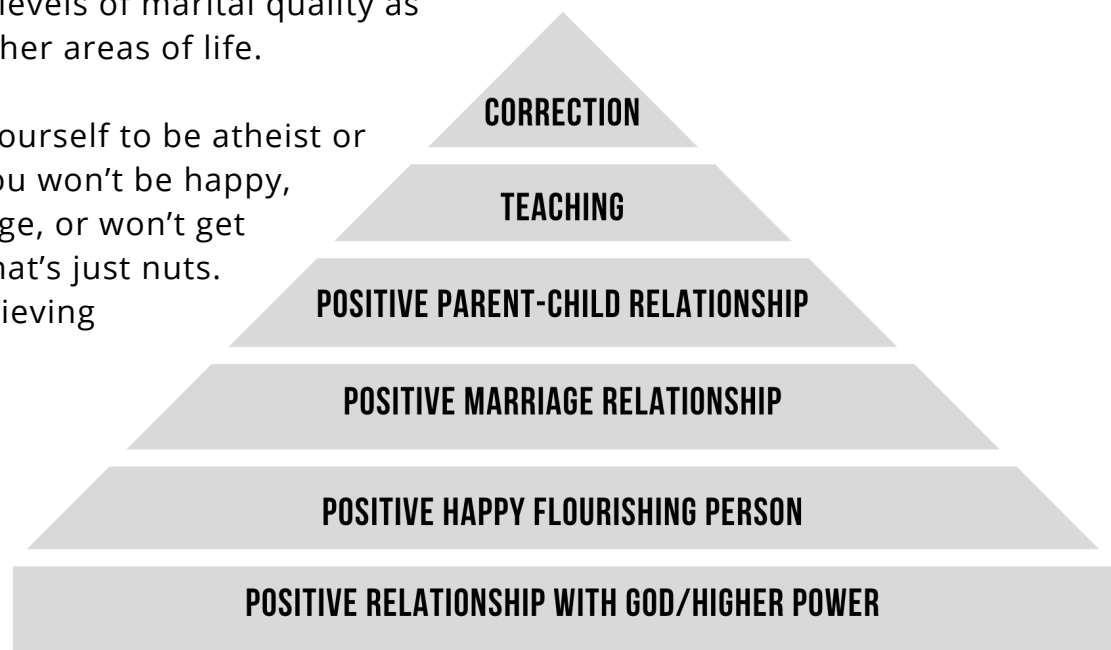 levels of marital quality as
her areas of life.
ourself to be atheist or
ou won't be happy,
ge, or won't get
hat's just nuts.
ieving
CORRECTION
TEACHING
POSITIVE PARENT-CHILD RELATIONSHIP
POSITIVE MARRIAGE RELATIONSHIP
POSITIVE HAPPY FLOURISHING PERSON
POSITIVE RELATIONSHIP WITH GOD/HIGHER POWER